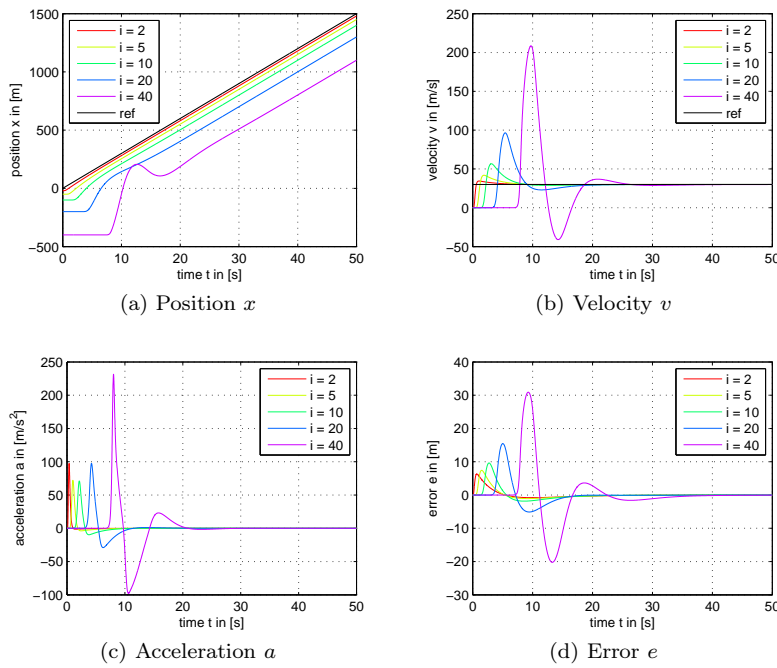 1500
1000
500
0
−500
0
10
20
30
40
50
position x in [m]
time t in [s]
i = 2
i = 5
i = 10
i = 20
i = 40
ref
(a) Position x
250
200
150
100
50
0
−50
0
10
20
30
40
50
velocity v in [m/s]
time t in [s]
i = 2
i = 5
i = 10
i = 20
i = 40
ref
(b) Velocity v
250
200
150
100
50
0
−50
−100
0
10
20
30
40
50
acceleration a in [m/s²]
time t in [s]
i = 2
i = 5
i = 10
i = 20
i = 40
(c) Acceleration a
40
30
20
10
0
−10
−20
−30
0
10
20
30
40
50
error e in [m]
time t in [s]
i = 2
i = 5
i = 10
i = 20
i = 40
(d) Error e